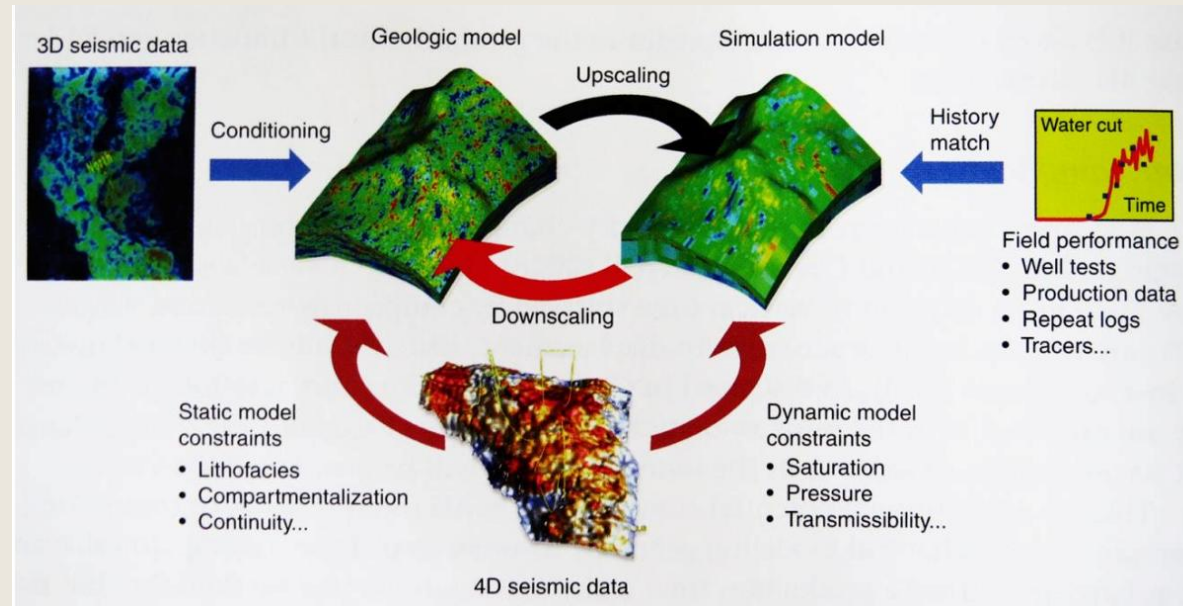 3D seismic data
Geologic model
Simulation model
Upscaling
Conditioning
History
match
Water cut
Time
Field performance
• Well tests
• Production data
• Repeat logs
• Tracers...
Downscaling
Static model
constraints
• Lithofacies
• Compartmentalization
• Continuity...
Dynamic model
constraints
• Saturation
• Pressure
• Transmissibility...
4D seismic data